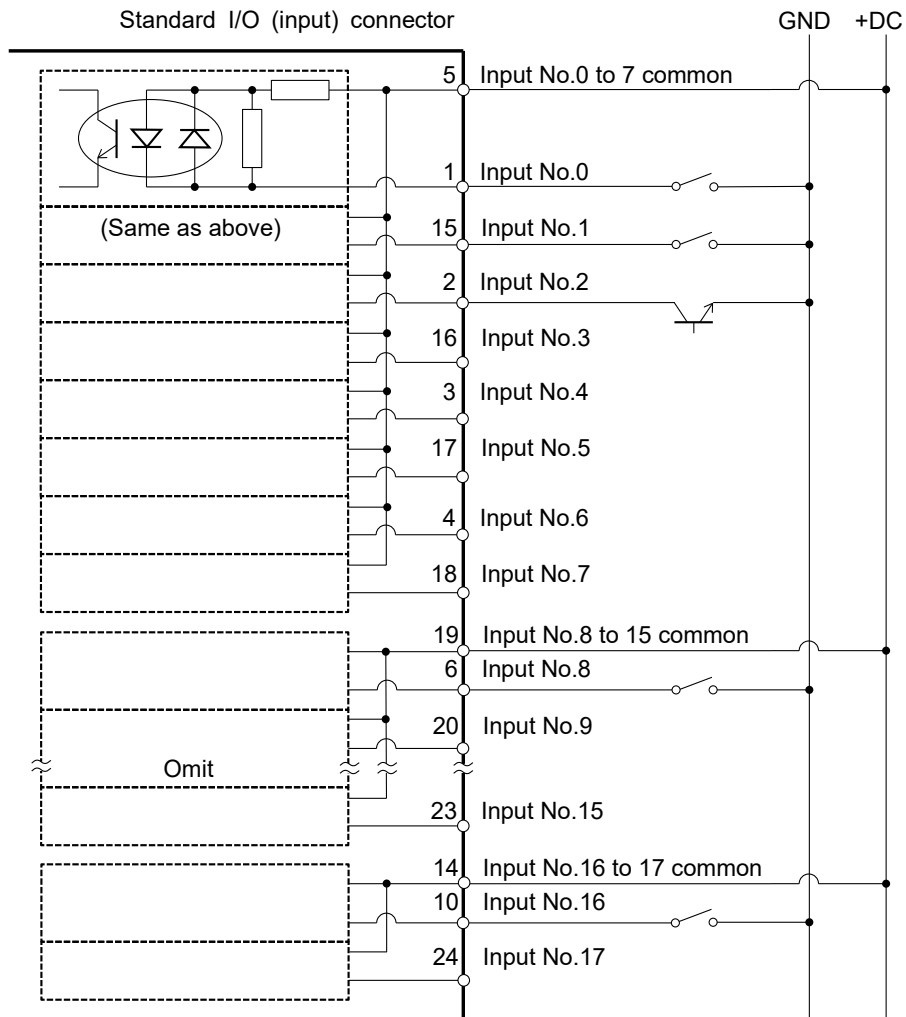 Standard I/O (input) connector
GND +DC
5 Input No.0 to 7 common
1 Input No.0
(Same as above)
15 Input No.1
2 Input No.2
16 Input No.3
3 Input No.4
17 Input No.5
4 Input No.6
18 Input No.7
19 Input No.8 to 15 common
6 Input No.8
20 Input No.9
Omit
23 Input No.15
14 Input No.16 to 17 common
10 Input No.16
24 Input No.17